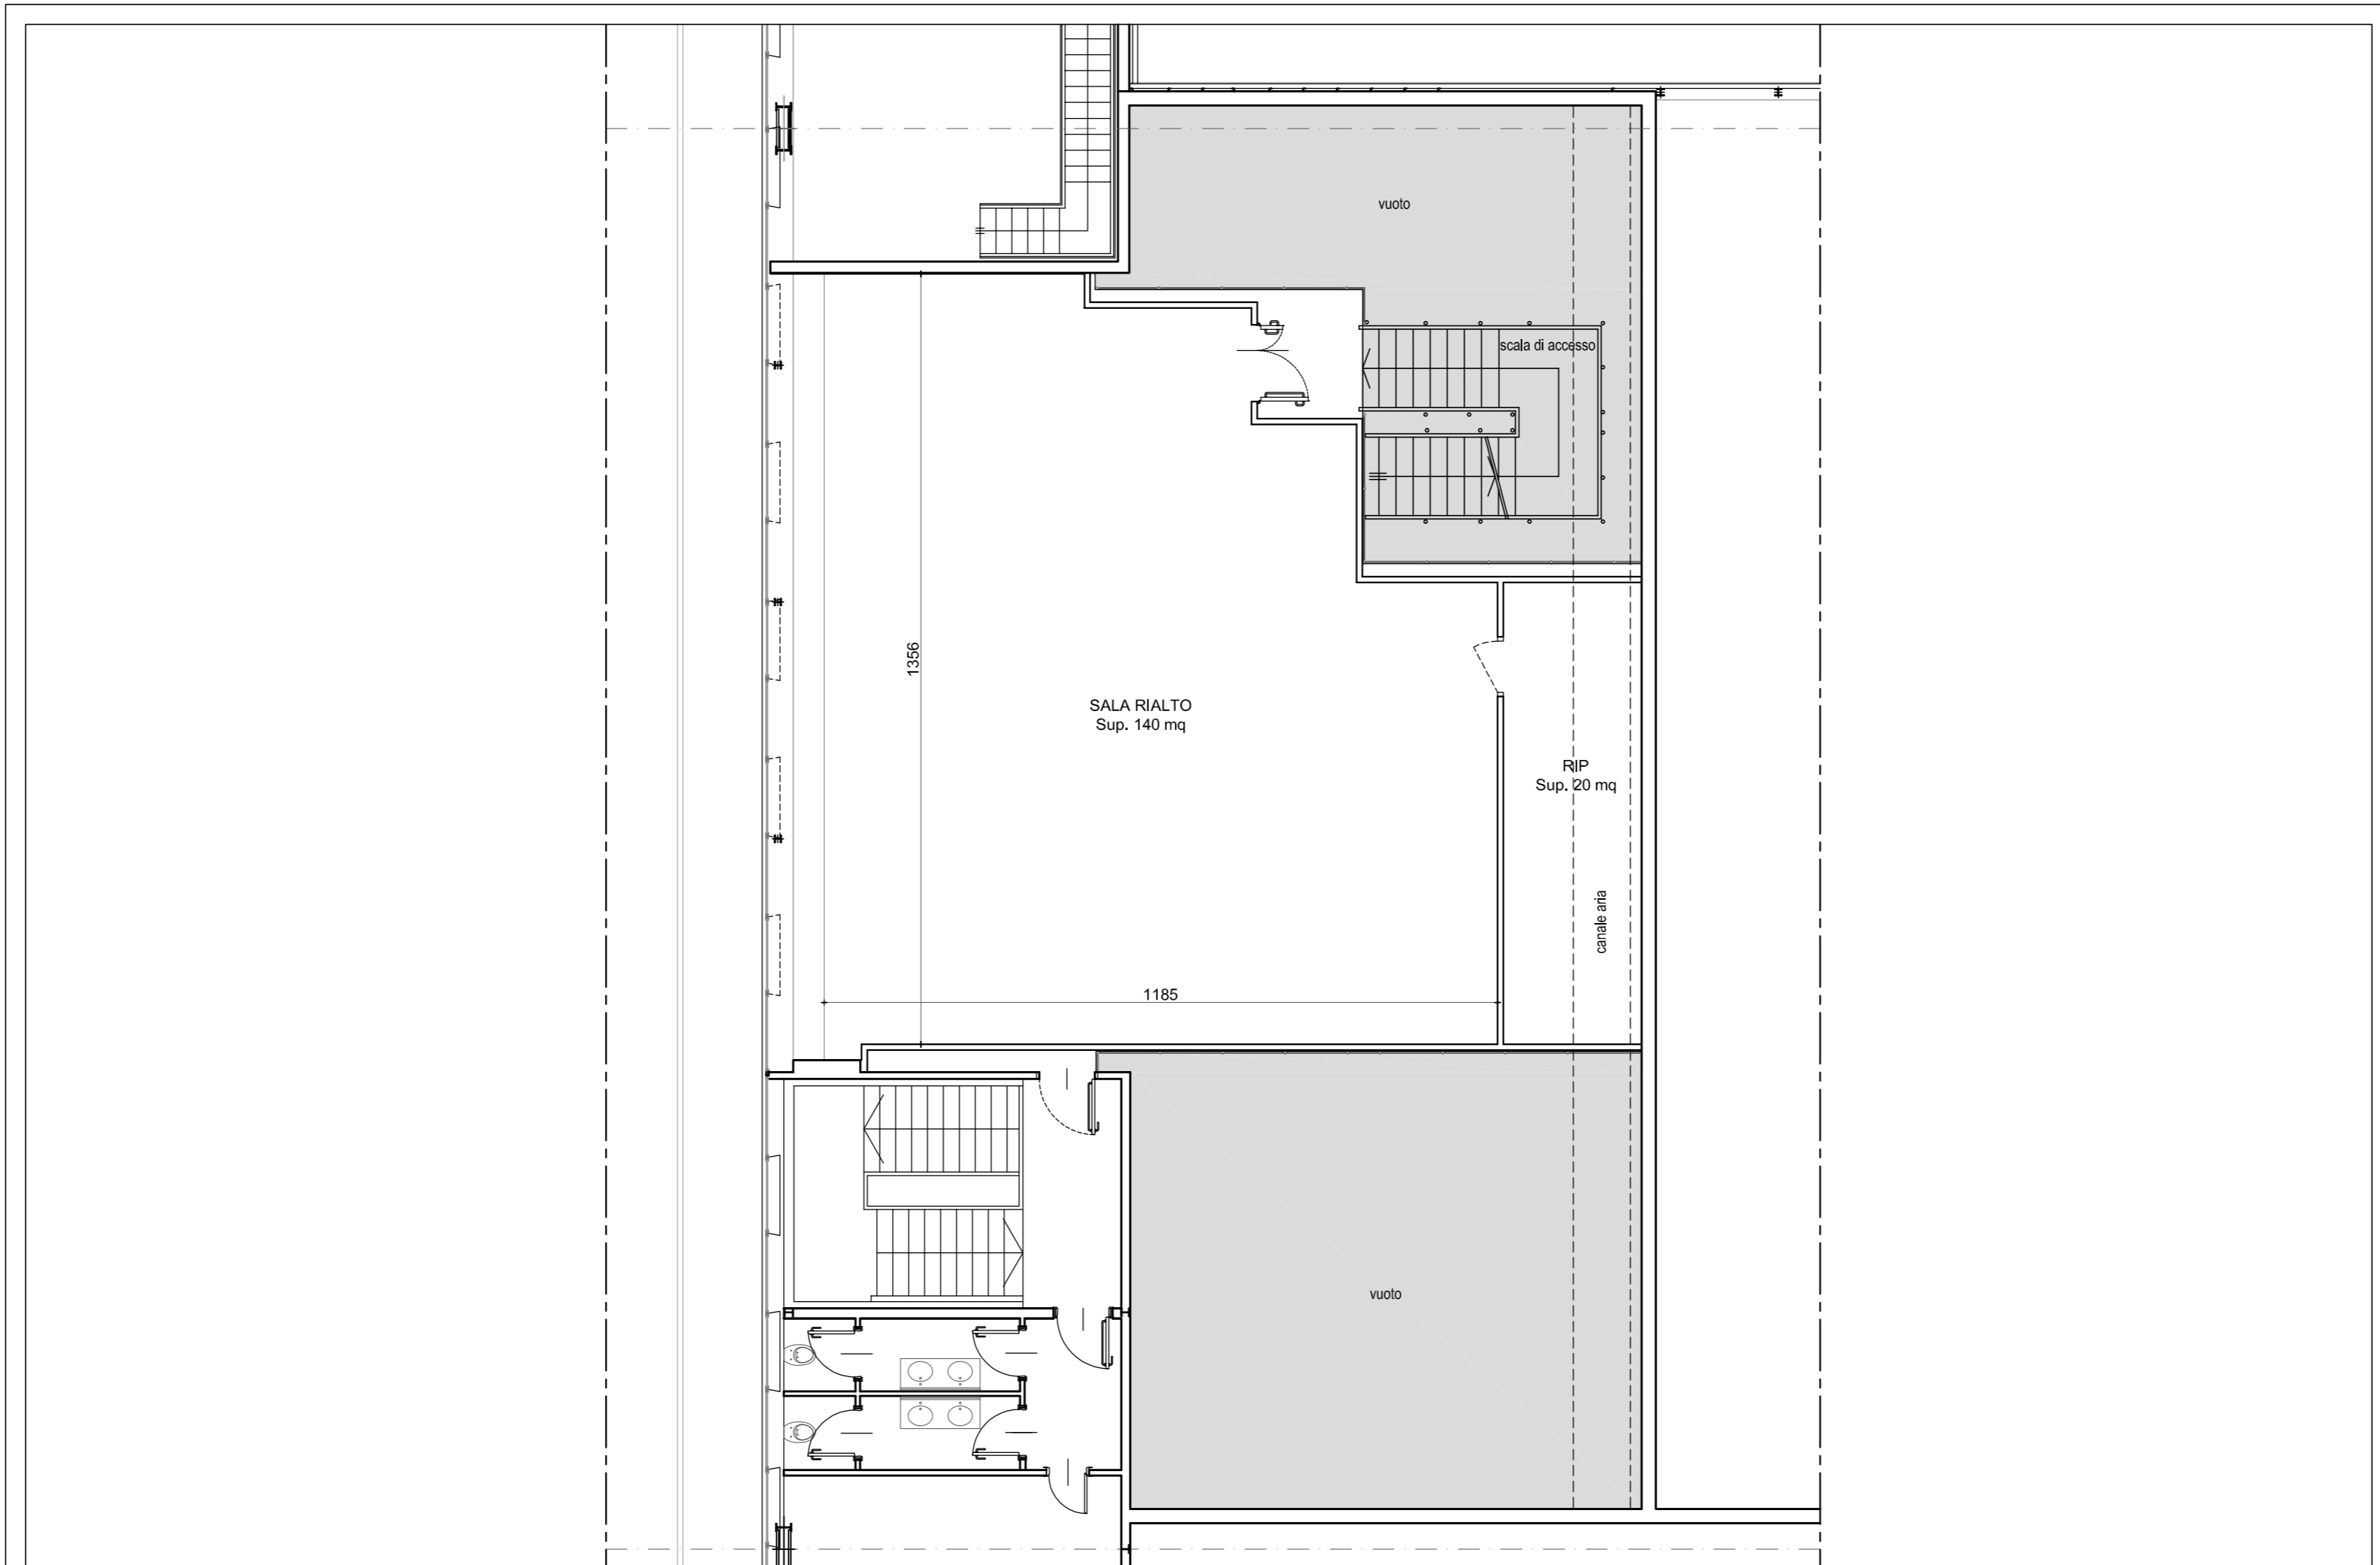 vuoto
scala di accesso
1356
SALA RIALTO
Sup. 140 mq
RIP
Sup. 20 mq
canale aria
1185
vuoto